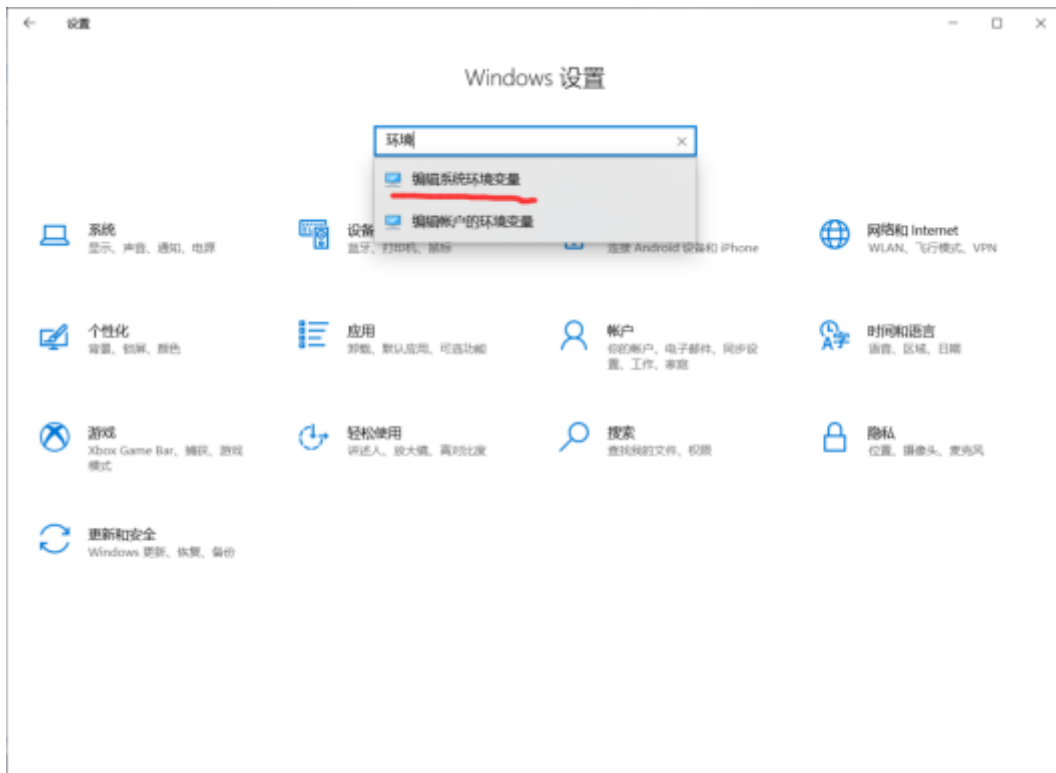 设置
Windows 设置
环境
编辑系统环境变量
编辑帐户的环境变量
系统
显示、声音、通知、电源
设备
蓝牙、打印机、鼠标
连接 Android 设备和 iPhone
网络和 Internet
WLAN、飞行模式、VPN
个性化
背景、锁屏、颜色
应用
卸载、默认应用、可选功能
帐户
你的帐户、电子邮件、同步设
置、工作、家庭
时间和语言
语音、区域、日期
游戏
Xbox Game Bar、捕获、游戏
模式
轻松使用
讲述人、放大镜、高对比度
搜索
查找我的文件、权限
隐私
位置、摄像头、麦克风
更新和安全
Windows 更新、恢复、备份